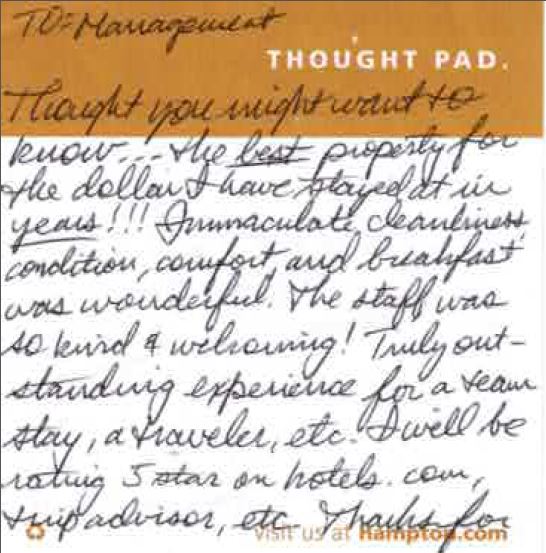 TO: Management
THOUGHT PAD.
Thought you might want to
know... the best property for
the dollar I have stayed at in
years!!! Immaculate, cleanliness,
condition, comfort and breakfast
was wonderful. The staff was
so kind & welcoming! Truly out-
standing experience for a team
stay, a traveler, etc. I will be
rating 5 star on hotels.com,
tripadvisor, etc. Thanks for
visit us at hampton.com